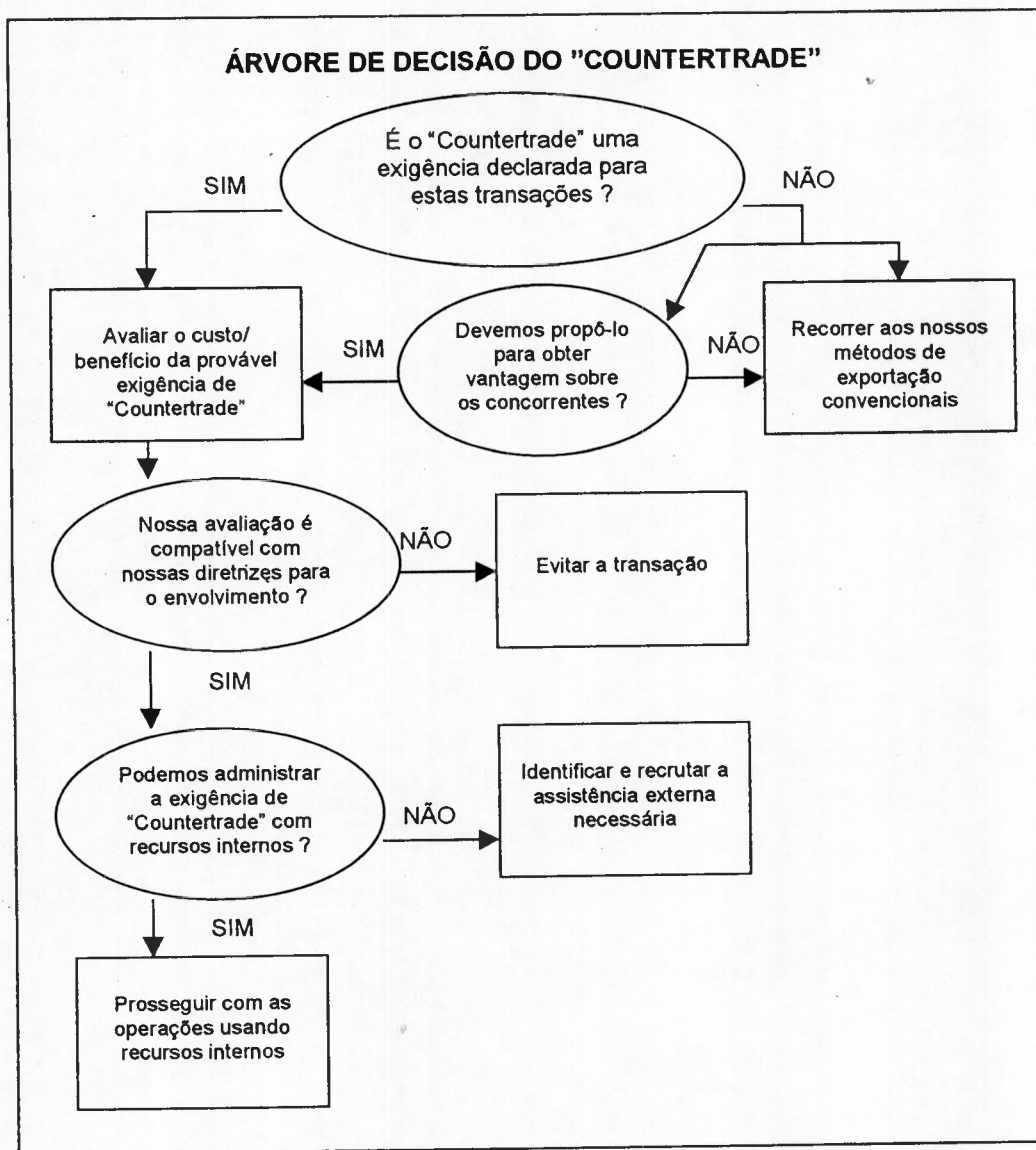 ÁRVORE DE DECISÃO DO "COUNTERTRADE"
É o "Countertrade" uma
exigência declarada para
estas transações ?
SIM
NÃO
Avaliar o custo/
benefício da provável
exigência de
"Countertrade"
SIM
Devemos propô-lo
para obter
vantagem sobre
os concorrentes ?
NÃO
Recorrer aos nossos
métodos de
exportação
convencionais
Nossa avaliação é
compatível com
nossas diretrizes para
o envolvimento ?
NÃO
Evitar a transação
SIM
Podemos administrar
a exigência de
"Countertrade" com
recursos internos ?
NÃO
Identificar e recrutar a
assistência externa
necessária
SIM
Prosseguir com as
operações usando
recursos internos